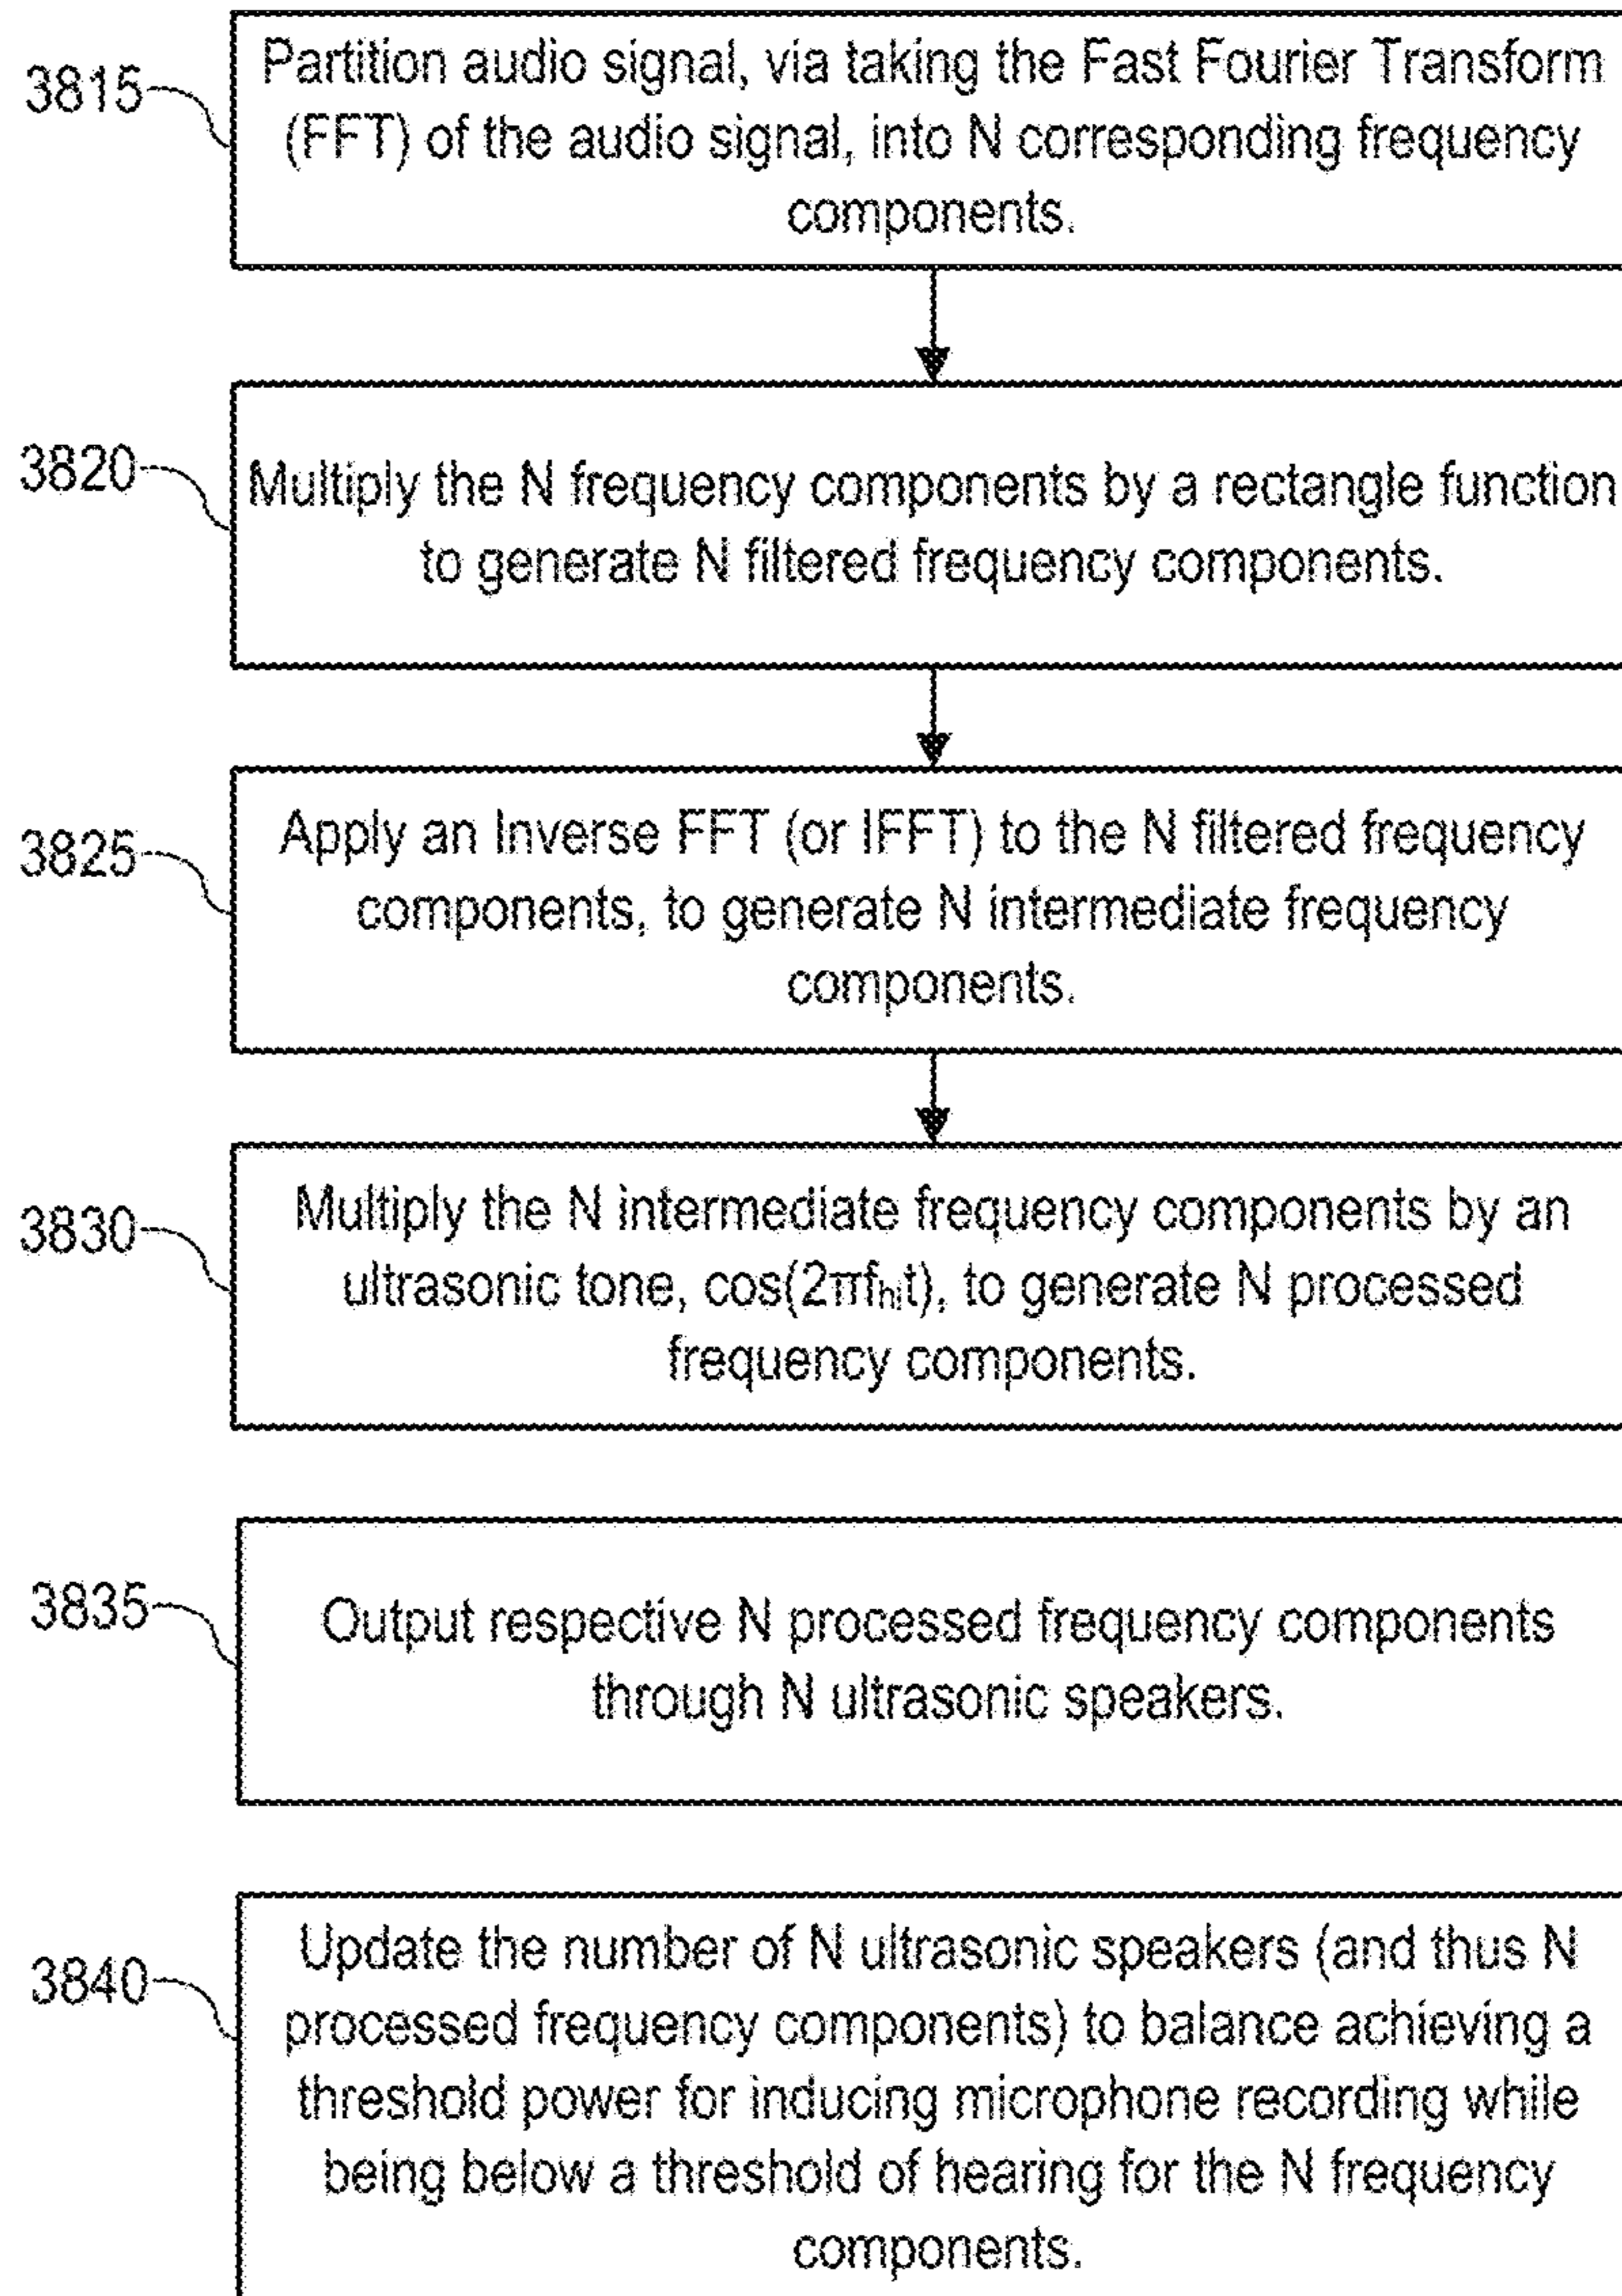 3815
Partition audio signal, via taking the Fast Fourier Transform
(FFT) of the audio signal, into N corresponding frequency
components.
3820
Multiply the N frequency components by a rectangle function
to generate N filtered frequency components.
3825
Apply an Inverse FFT (or IFFT) to the N filtered frequency
components, to generate N intermediate frequency
components.
3830
Multiply the N intermediate frequency components by an
ultrasonic tone, cos(2πfₕᵢt), to generate N processed
frequency components.
3835
Output respective N processed frequency components
through N ultrasonic speakers.
3840
Update the number of N ultrasonic speakers (and thus N
processed frequency components) to balance achieving a
threshold power for inducing microphone recording while
being below a threshold of hearing for the N frequency
components.